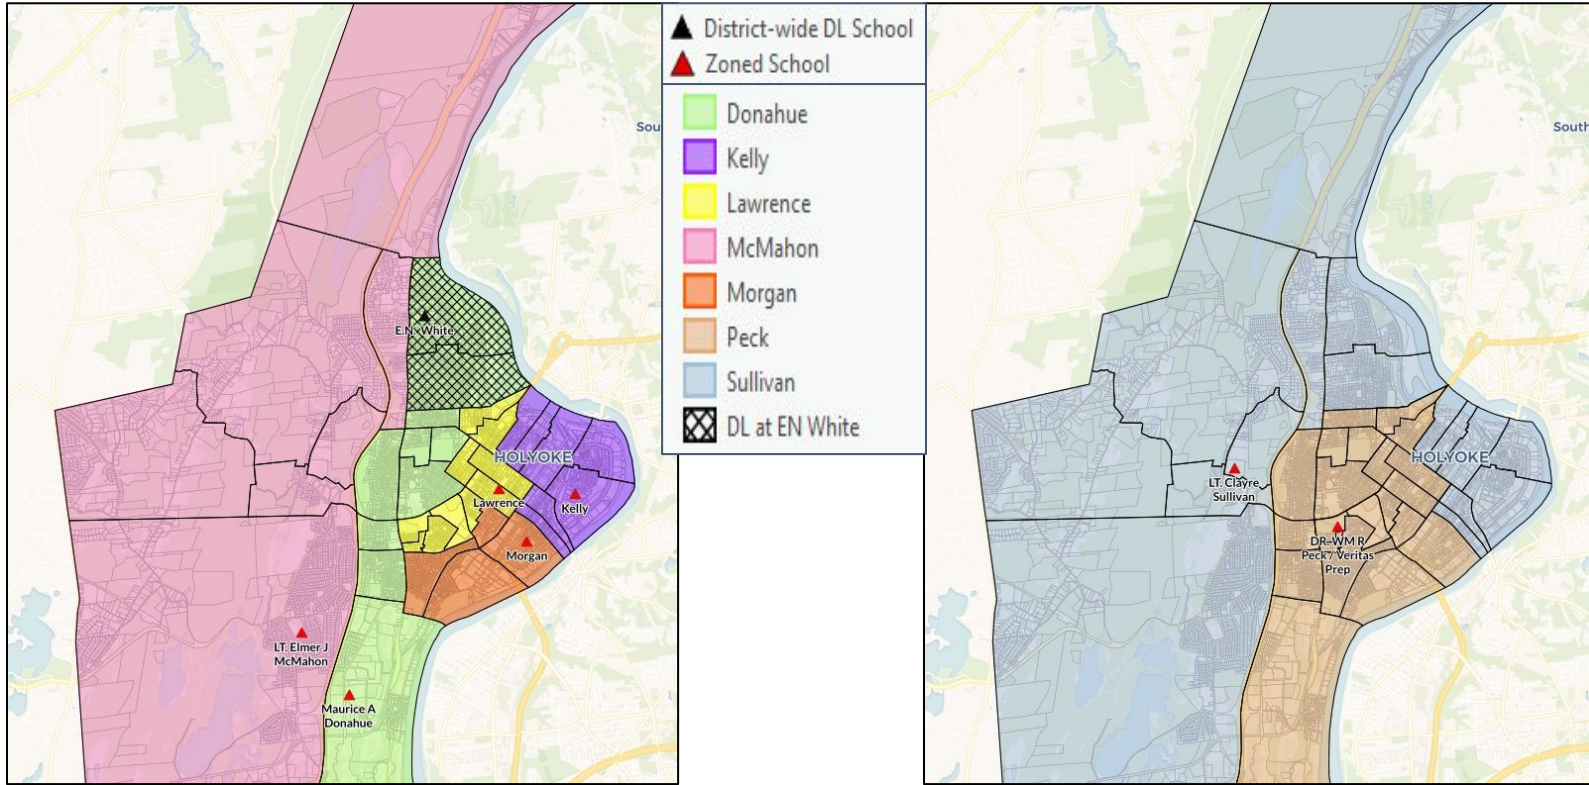 Sou
E.N. White
HOLYOKE
Lawrence
Kelly
Morgan
LT. Elmer J
McMahon
Maurice A
Donahue
District-wide DL School
Zoned School
Donahue
Kelly
Lawrence
McMahon
Morgan
Peck
Sullivan
DL at EN White
South
HOLYOKE
LT. Clayre
Sullivan
DR. WM R
Peck / Veritas
Prep